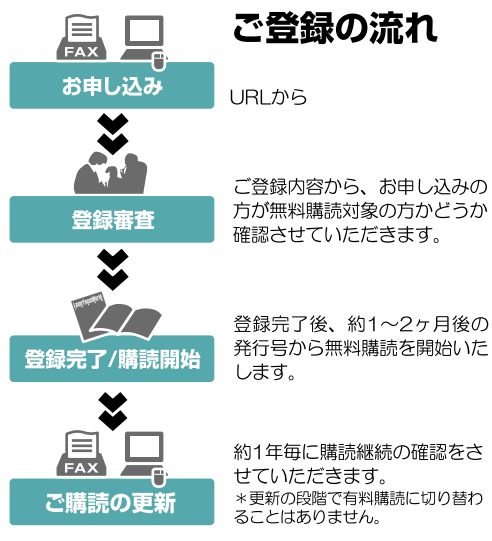 ご登録の流れ
FAX
お申し込み
URLから
登録審査
ご登録内容から、お申し込みの
方が無料購読対象の方かどうか
確認させていただきます。
登録完了/購読開始
登録完了後、約1〜2ヶ月後の
発行号から無料購読を開始いた
します。
FAX
ご購読の更新
約1年毎に購読継続の確認をさ
せていただきます。
＊更新の段階で有料購読に切り替わ
ることはありません。